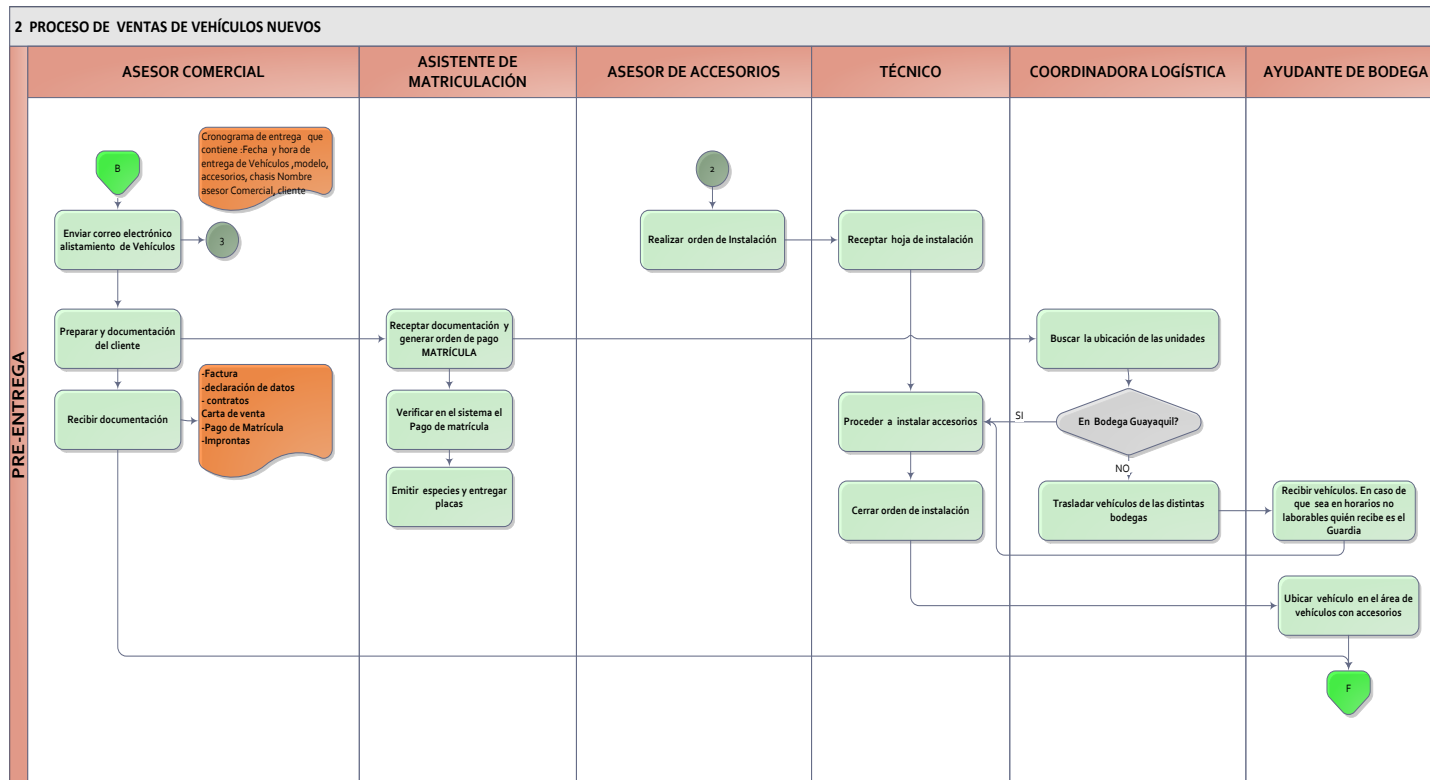 2 PROCESO DE VENTAS DE VEHÍCULOS NUEVOS
PRE-ENTREGA
ASESOR COMERCIAL
ASISTENTE DE
MATRICULACIÓN
ASESOR DE ACCESORIOS
TÉCNICO
COORDINADORA LOGÍSTICA
AYUDANTE DE BODEGA
B
Cronograma de entrega que
contiene :Fecha y hora de
entrega de Vehículos ,modelo,
accesorios, chasis Nombre
asesor Comercial, cliente
2
Enviar correo electrónico
alistamiento de Vehículos
3
Realizar orden de Instalación
Receptar hoja de instalación
Preparar y documentación
del cliente
Receptar documentación y
generar orden de pago
MATRÍCULA
Buscar la ubicación de las unidades
Recibir documentación
-Factura
-declaración de datos
- contratos
Carta de venta
-Pago de Matrícula
-Improntas
Verificar en el sistema el
Pago de matrícula
Proceder a instalar accesorios
SI
En Bodega Guayaquil?
NO
Emitir especies y entregar
placas
Cerrar orden de instalación
Trasladar vehículos de las distintas
bodegas
Recibir vehículos. En caso de
que sea en horarios no
laborables quién recibe es el
Guardia
Ubicar vehículo en el área de
vehículos con accesorios
F